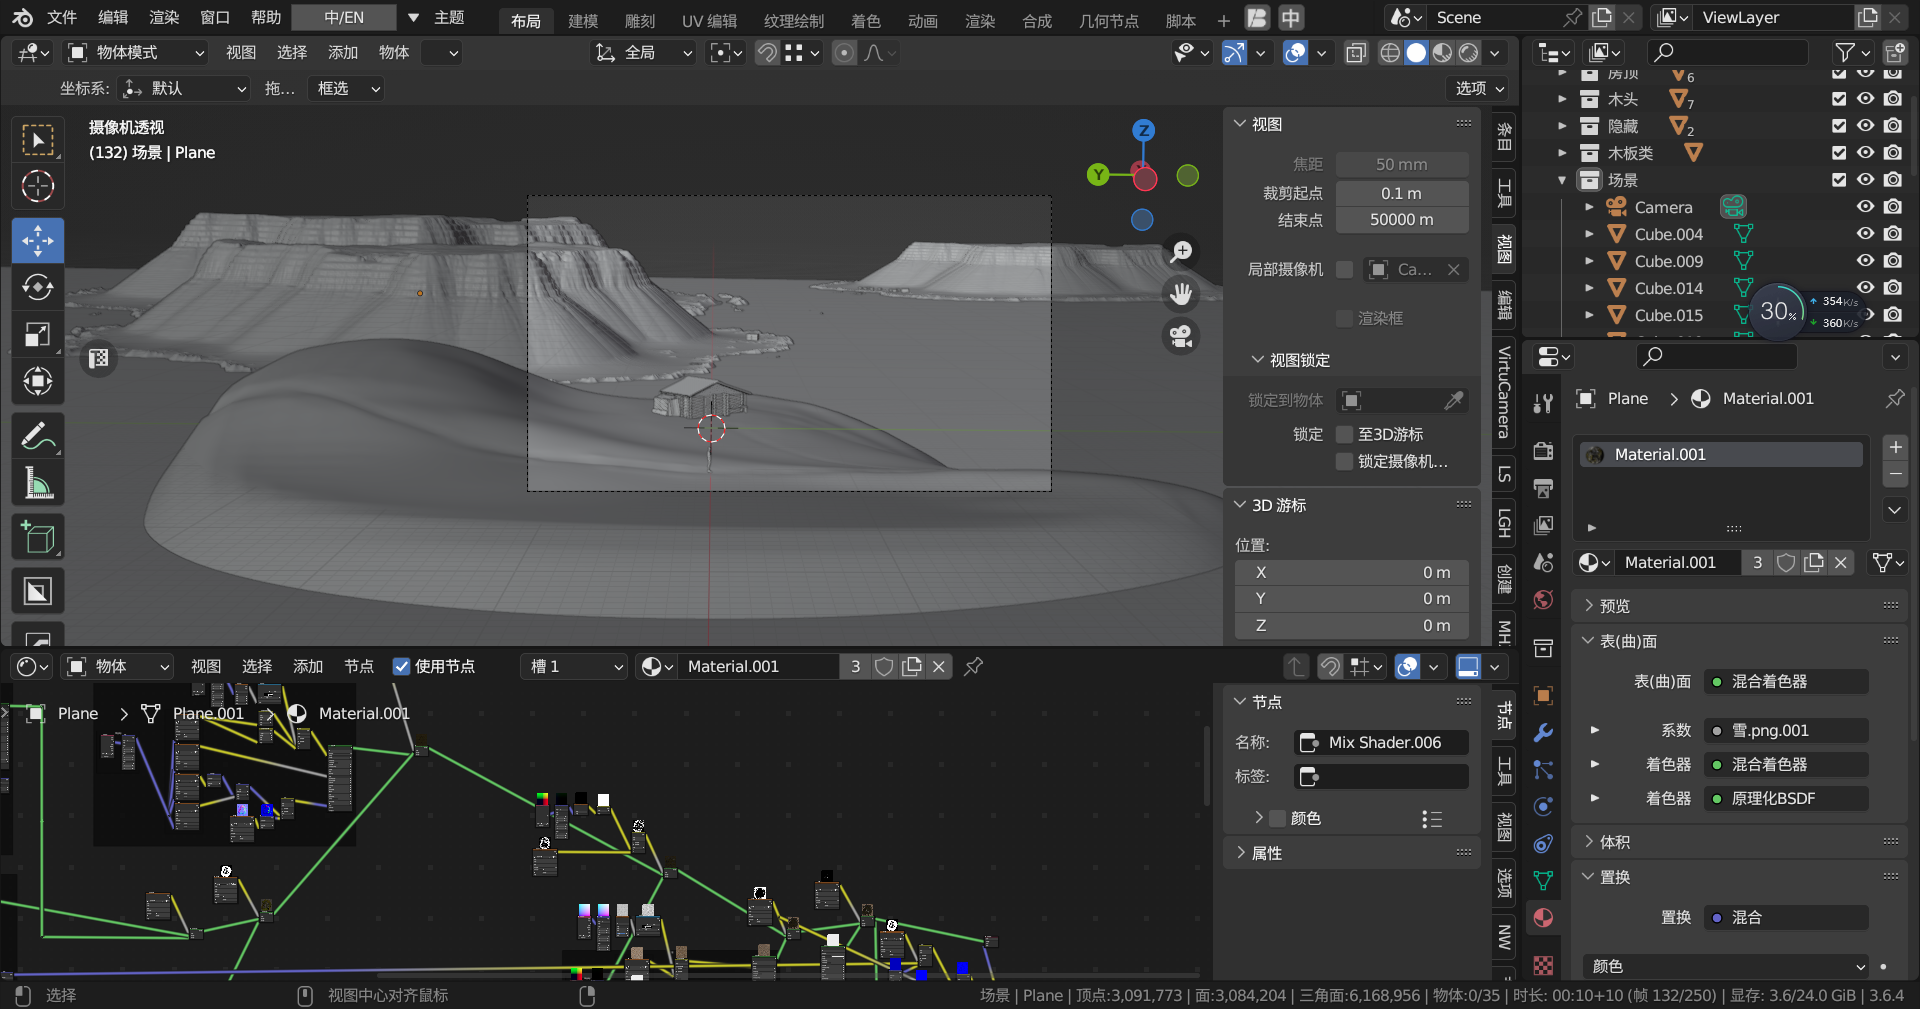 文件 编辑 渲染 窗口 帮助 中/EN 主题 布局 建模 雕刻 UV 编辑 纹理绘制 着色 动画 渲染 合成 几何节点 脚本 + 中 Scene ViewLayer
物体模式 视图 选择 添加 物体 全局
坐标系: 默认 拖... 框选 选项
摄像机透视
(132) 场景 | Plane
Z
Y
视图
焦距 50 mm
裁剪起点 0.1 m
结束点 50000 m
局部摄像机 Ca...
渲染框
视图锁定
锁定到物体
锁定 至3D游标
锁定摄像机...
3D 游标
位置:
X 0 m
Y 0 m
Z 0 m
条目
工具
视图
编辑
VirtuCamera
LS
LGH
创建
MH
房顶 6
木头 7
隐藏 2
木板类
场景
Camera
Cube.004
Cube.009
Cube.014
Cube.015
30%
354K/s
360K/s
Plane Material.001
Material.001
Material.001 3
预览
表(曲)面
表(曲)面 混合着色器
系数 雪.png.001
着色器 混合着色器
着色器 原理化BSDF
体积
置换
置换 混合
颜色
物体 视图 选择 添加 节点 使用节点 槽 1 Material.001 3
Plane Plane.001 Material.001
节点
名称: Mix Shader.006
标签:
颜色
属性
节点
工具
视图
选项
NW
选择 视图中心对齐鼠标
场景 | Plane | 顶点:3,091,773 | 面:3,084,204 | 三角面:6,168,956 | 物体:0/35 | 时长: 00:10+10 (帧 132/250) | 显存: 3.6/24.0 GiB | 3.6.4